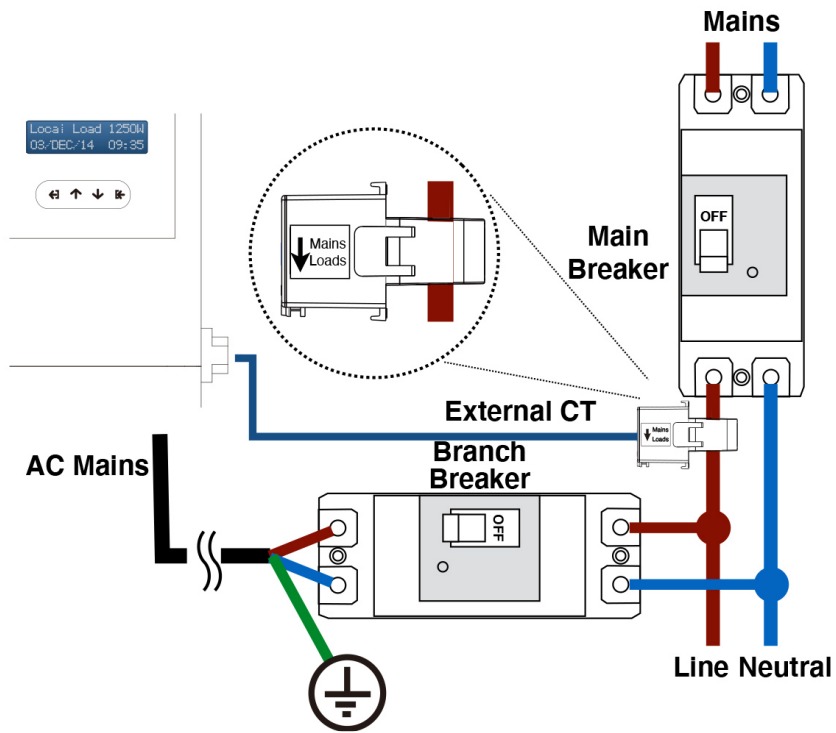 Mains
Locai Load 1250W
03/DEC/14 09:35
OFF
Mains
Loads
Main
Breaker
External CT
Mains
Loads
Branch
Breaker
AC Mains
OFF
Line Neutral